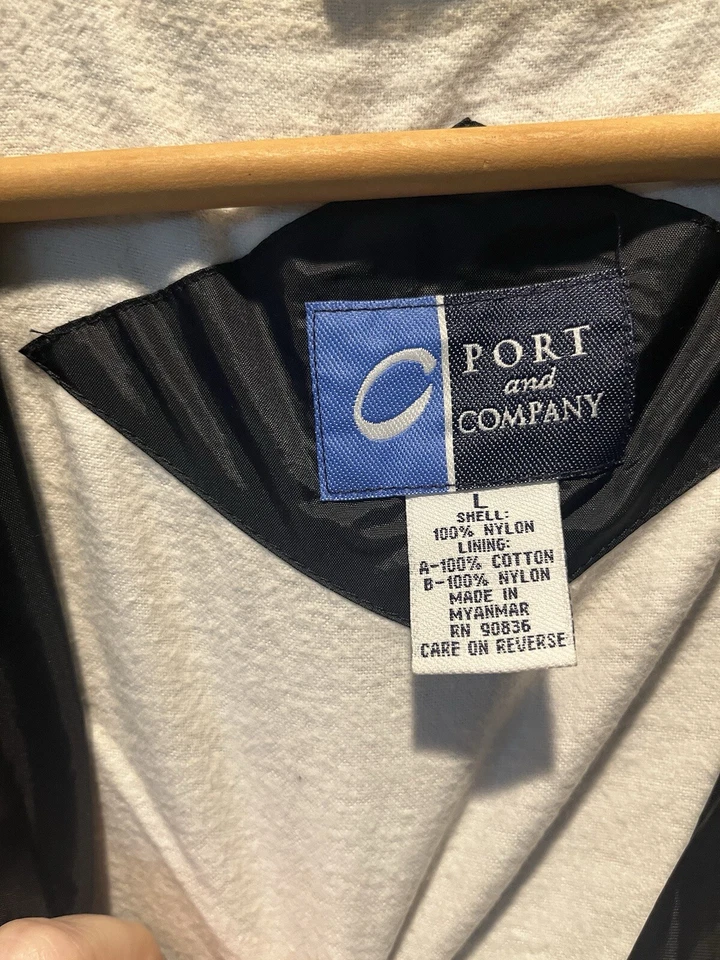 PORT
and
COMPANY
L
SHELL:
100% NYLON
LINING:
A-100% COTTON
B-100% NYLON
MADE IN
MYANMAR
RN 90836
CARE ON REVERSE